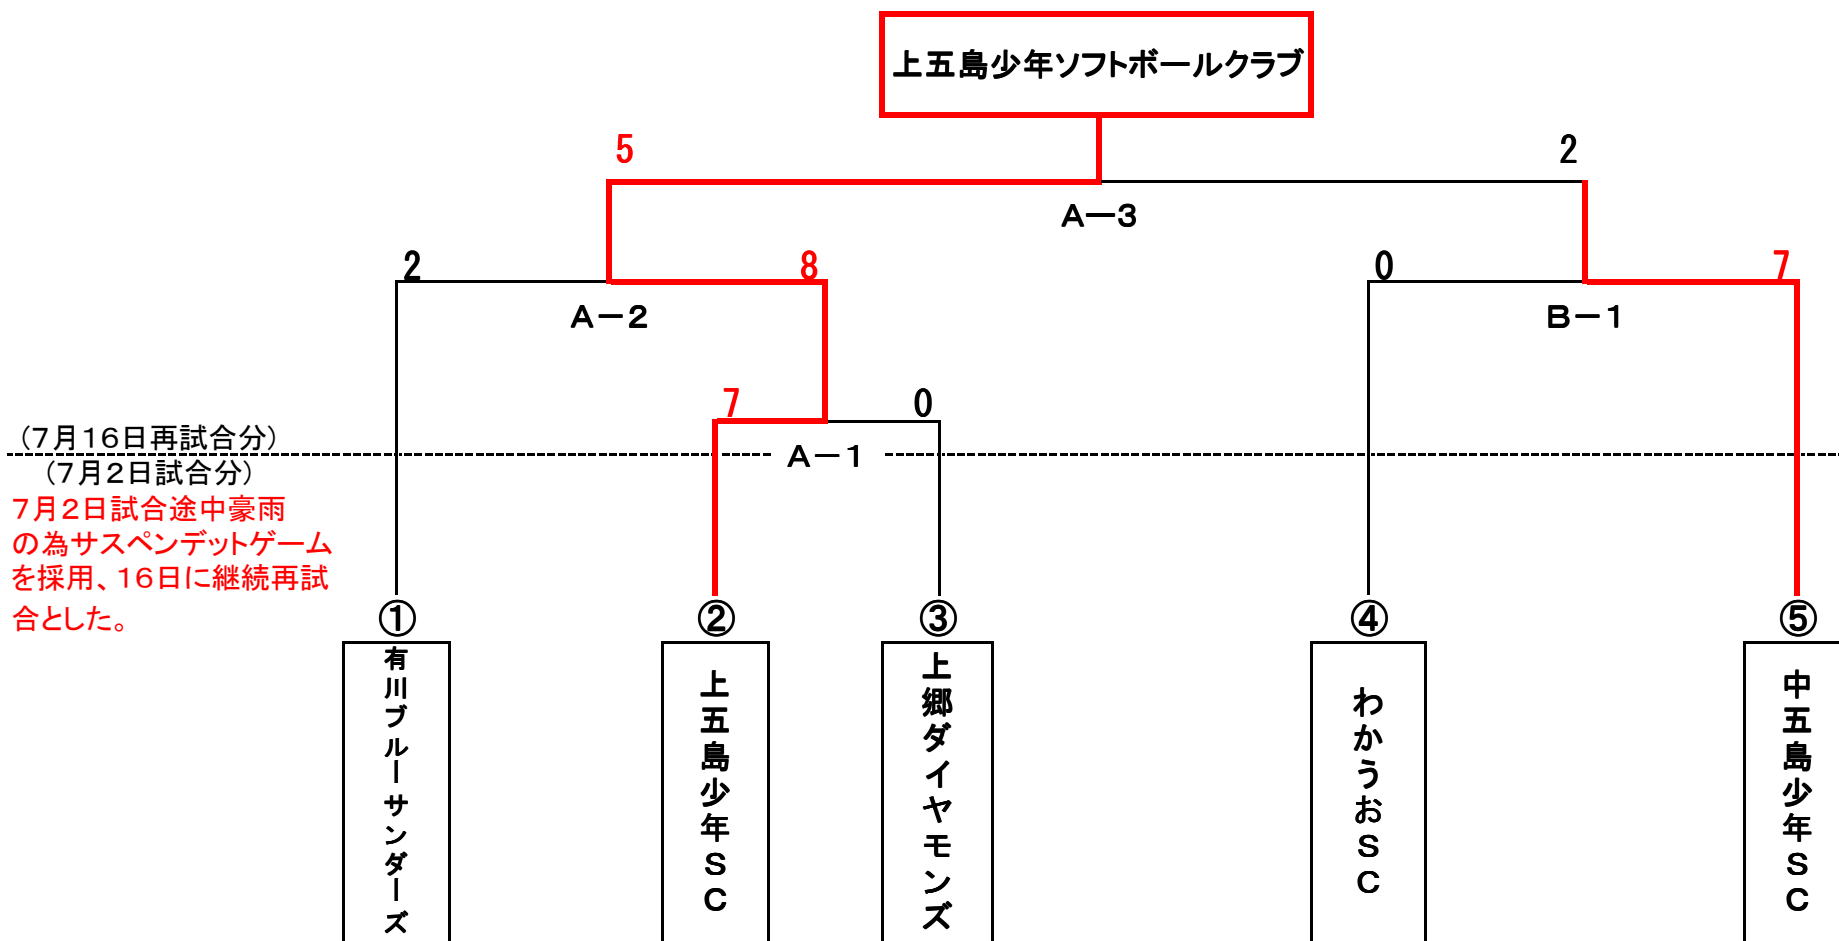 上五島少年ソフトボールクラブ
5
2
A－3
2
8
0
7
A－2
B－1
7
0
(7月16日再試合分)
A－1
(7月2日試合分)
7月2日試合途中豪雨
の為サスペンデットゲーム
を採用、16日に継続再試
合とした。
①
②
③
④
⑤
有川ブルーサンダーズ
上五島少年SC
上郷ダイヤモンズ
わかうおSC
中五島少年SC